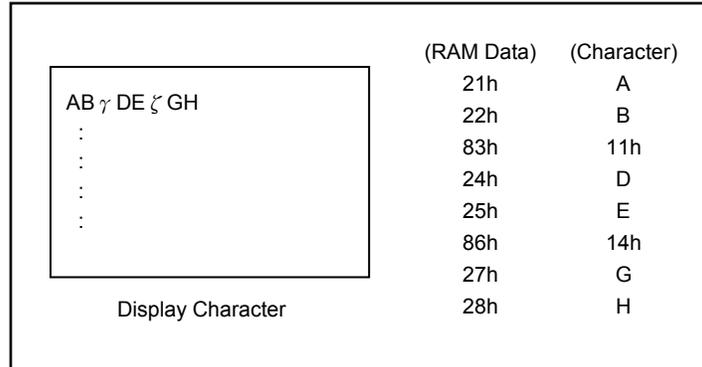 AB γ DE ζ GH
:
:
:
:
Display Character
(RAM Data) (Character)
21h A
22h B
83h 11h
24h D
25h E
86h 14h
27h G
28h H